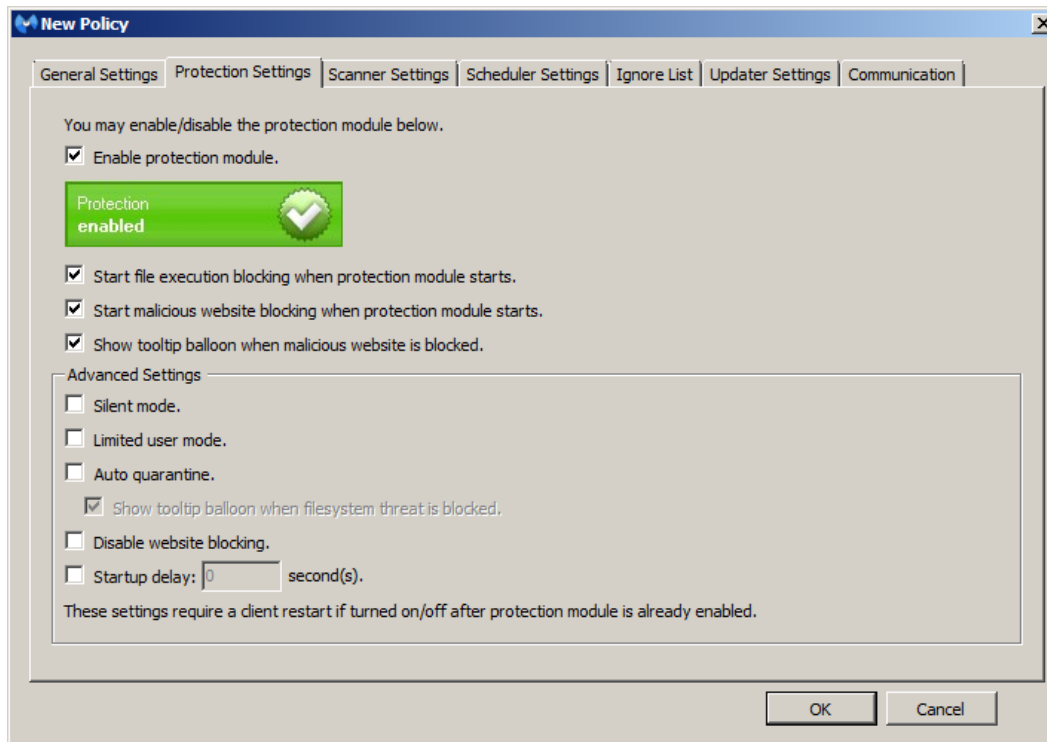 New Policy
General Settings Protection Settings Scanner Settings Scheduler Settings Ignore List Updater Settings Communication
You may enable/disable the protection module below.
Enable protection module.
Protection
enabled
Start file execution blocking when protection module starts.
Start malicious website blocking when protection module starts.
Show tooltip balloon when malicious website is blocked.
Advanced Settings
Silent mode.
Limited user mode.
Auto quarantine.
Show tooltip balloon when filesystem threat is blocked.
Disable website blocking.
Startup delay: 0 second(s).
These settings require a client restart if turned on/off after protection module is already enabled.
OK Cancel